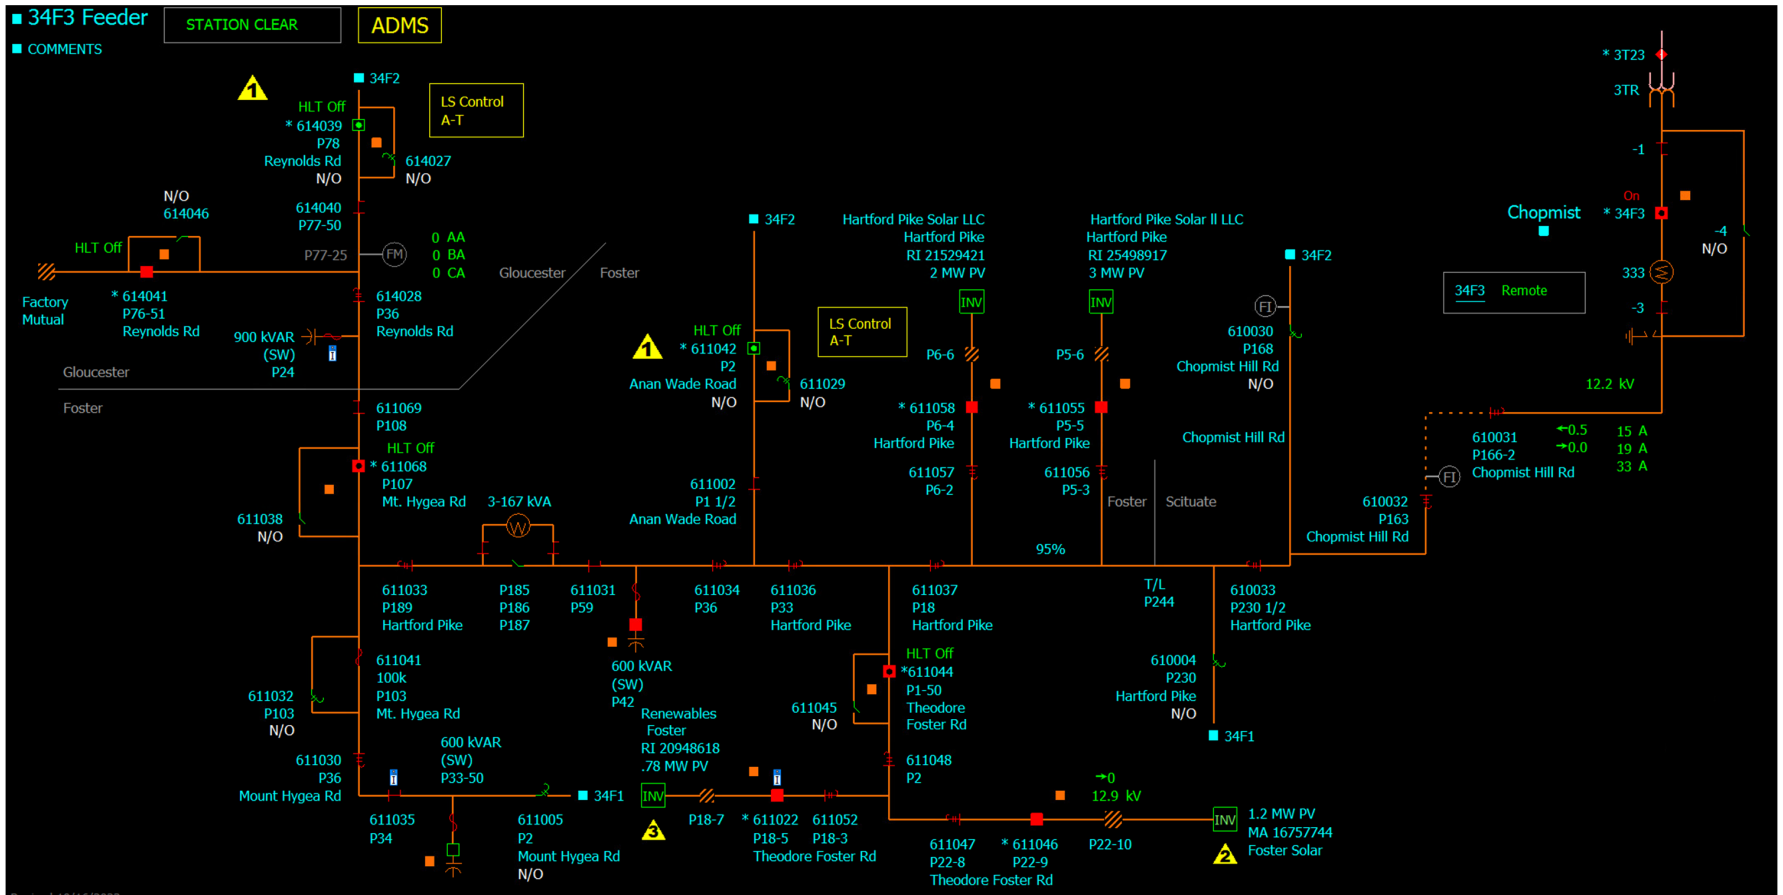 34F3 Feeder
STATION CLEAR
ADMS
COMMENTS
1
34F2
HLT Off
* 614039
P78
Reynolds Rd
N/O
614027
N/O
LS Control
A-T
N/O
614046
614040
P77-50
HLT Off
P77-25
FM
0 AA
0 BA
0 CA
Gloucester
Foster
Factory
Mutual
* 614041
P76-51
Reynolds Rd
614028
P36
Reynolds Rd
900 kVAR
(SW)
P24
I
Gloucester
Foster
611069
P108
HLT Off
* 611068
P107
Mt. Hygea Rd
611038
N/O
3-167 kVA
W
34F2
1
HLT Off
* 611042
P2
Anan Wade Road
N/O
611029
N/O
LS Control
A-T
611002
P1 1/2
Anan Wade Road
Hartford Pike Solar LLC
Hartford Pike
RI 21529421
2 MW PV
INV
P6-6
* 611058
P6-4
Hartford Pike
611057
P6-2
Hartford Pike Solar ll LLC
Hartford Pike
RI 25498917
3 MW PV
INV
P5-6
* 611055
P5-5
Hartford Pike
611056
P5-3
Foster
Scituate
95%
34F2
FI
610030
P168
Chopmist Hill Rd
N/O
Chopmist Hill Rd
* 3T23
3TR
-1
On
* 34F3
Chopmist
-4
N/O
333
-3
34F3 Remote
12.2 kV
610031
P166-2
Chopmist Hill Rd
←0.5
→0.0
15 A
19 A
33 A
FI
610032
P163
Chopmist Hill Rd
611033
P189
Hartford Pike
P185
P186
P187
611031
P59
611034
P36
611036
P33
Hartford Pike
611037
P18
Hartford Pike
T/L
P244
610033
P230 1/2
Hartford Pike
611041
100k
P103
Mt. Hygea Rd
611032
P103
N/O
600 kVAR
(SW)
P42
HLT Off
*611044
P1-50
Theodore
Foster Rd
611045
N/O
610004
P230
Hartford Pike
N/O
34F1
611030
P36
Mount Hygea Rd
I
600 kVAR
(SW)
P33-50
34F1
611035
P34
611005
P2
Mount Hygea Rd
N/O
Renewables
Foster
RI 20948618
.78 MW PV
INV
3
P18-7
I
* 611022
P18-5
611052
P18-3
Theodore Foster Rd
611048
P2
→0
12.9 kV
611047
P22-8
* 611046
P22-9
Theodore Foster Rd
P22-10
INV
2
1.2 MW PV
MA 16757744
Foster Solar